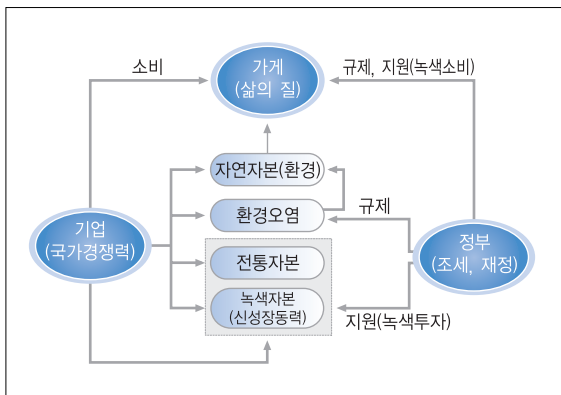 소비
가게
(삶의 질)
규제, 지원(녹색소비)
자연자본(환경)
환경오염
규제
기업
(국가경쟁력)
전통자본
정부
(조세, 재정)
녹색자본
(신성장동력)
지원(녹색투자)